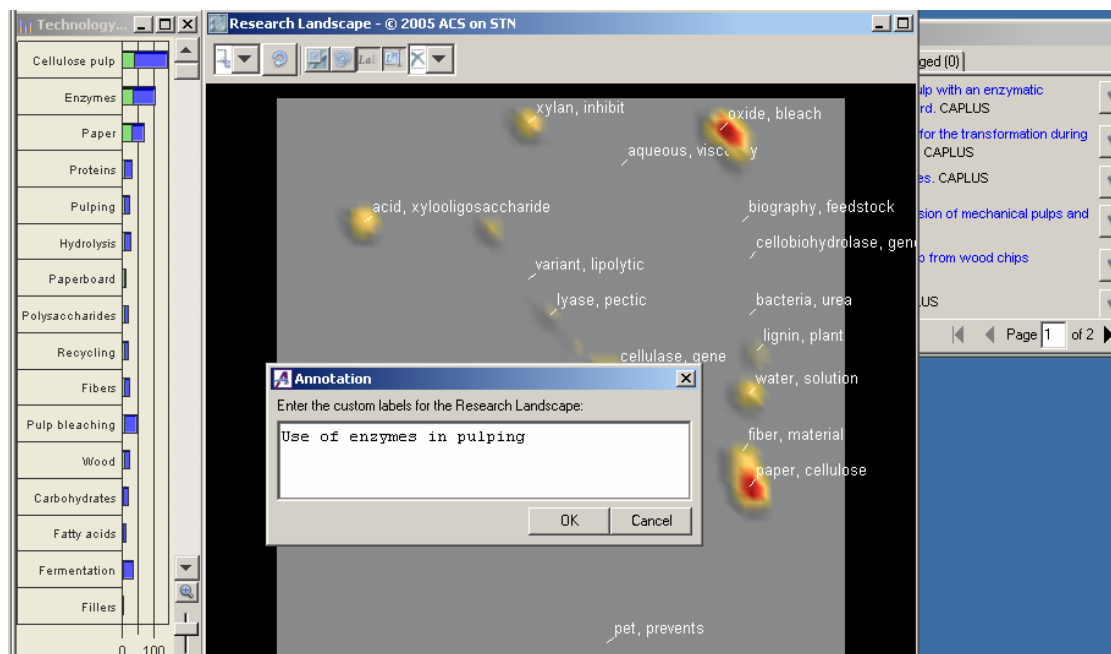 Technology...
Cellulose pulp
Enzymes
Paper
Proteins
Pulping
Hydrolysis
Paperboard
Polysaccharides
Recycling
Fibers
Pulp bleaching
Wood
Carbohydrates
Fatty acids
Fermentation
Fillers
0 100
Research Landscape - © 2005 ACS on STN
Lab
xylan, inhibit
oxide, bleach
aqueous, viscosity
acid, xylooligosaccharide
biography, feedstock
cellobiohydrolase, gene
variant, lipolytic
lyase, pectic
bacteria, urea
lignin, plant
cellulase, gene
water, solution
fiber, material
paper, cellulose
pet, prevents
Annotation
Enter the custom labels for the Research Landscape:
Use of enzymes in pulping
OK Cancel
ged (0)
ulp with an enzymatic
rd. CAPLUS
for the transformation during
CAPLUS
es. CAPLUS
sion of mechanical pulps and
p from wood chips
US
Page 1 of 2